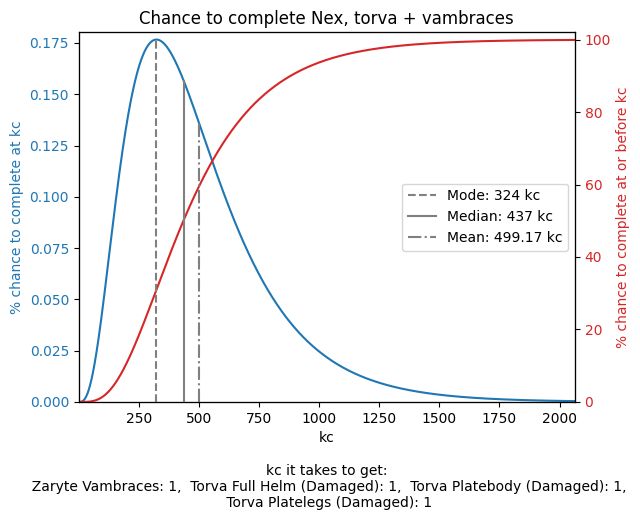 Chance to complete Nex, torva + vambraces
% chance to complete at kc
0.175
0.150
0.125
0.100
0.075
0.050
0.025
0.000
100
80
60
40
20
0
% chance to complete at or before kc
Mode: 324 kc
Median: 437 kc
Mean: 499.17 kc
250 500 750 1000 1250 1500 1750 2000
kc
kc it takes to get:
Zaryte Vambraces: 1, Torva Full Helm (Damaged): 1, Torva Platebody (Damaged): 1,
Torva Platelegs (Damaged): 1